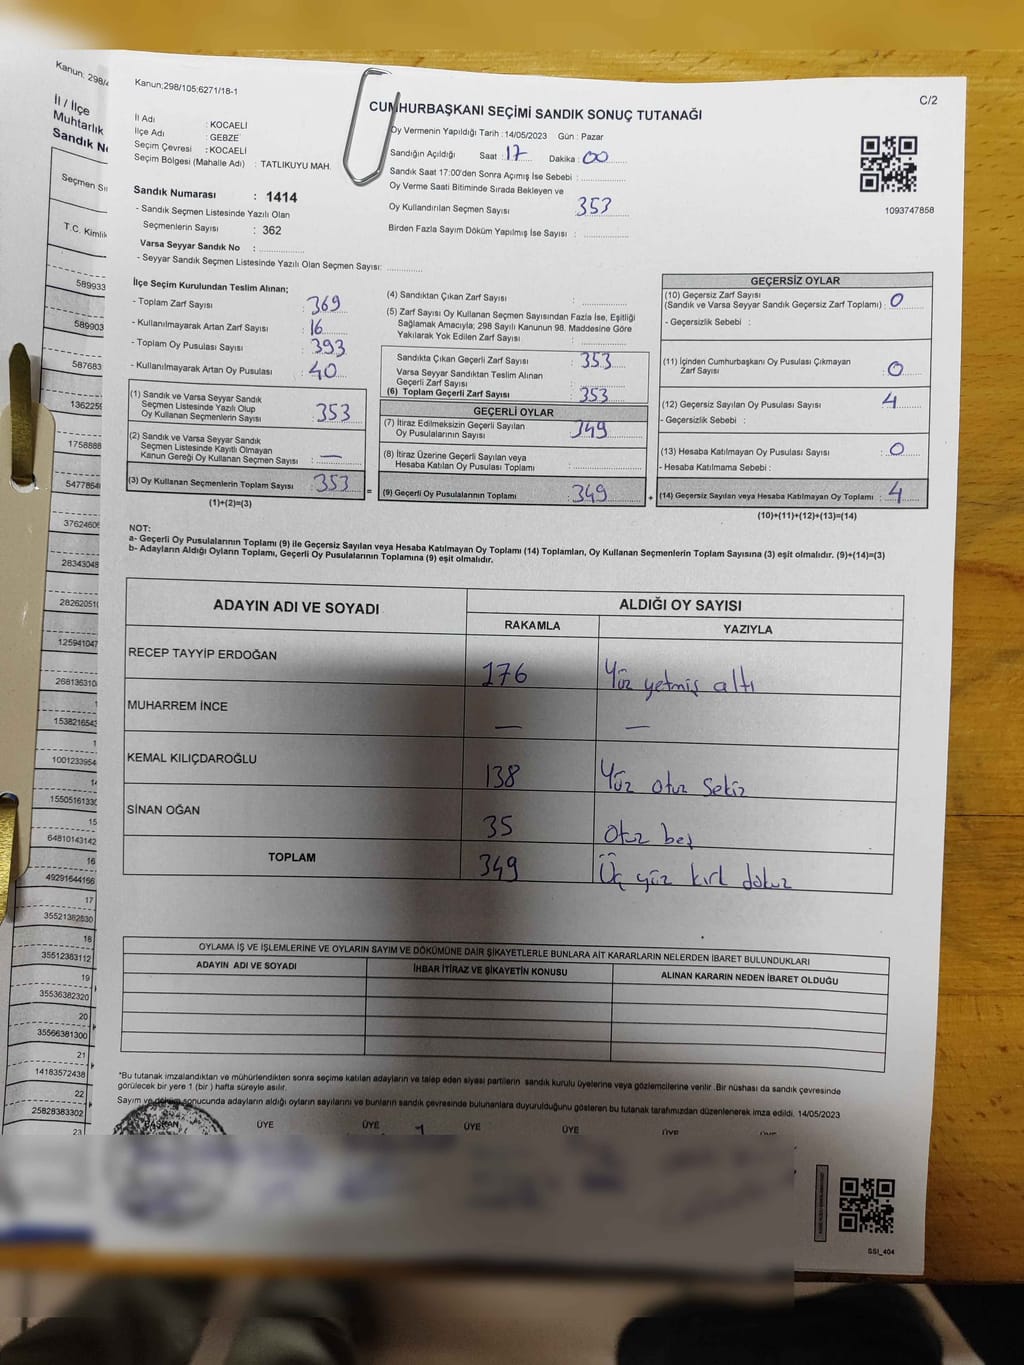 Kanun: 298/
İl / İlçe
Muhtarlık
Sandık N
Seçmen Sı
T.C. Kimlik
589933
589903
587683
1362259
1758888
5477854
37624606
28343048
282620510
125941047
268136310
1538216543
1001233954
1550516133
15
64810143142
16
49291644166
17
35521382830
18
35512383112
19
35536382320
20
35566381300
21
14183572438
22
25828383302
23
Kanun;298/105;6271/18-1
C/2
CUMHURBAŞKANI SEÇİMİ SANDIK SONUÇ TUTANAĞI
İl Adı : KOCAELİ
İlçe Adı : GEBZE
Seçim Çevresi : KOCAELİ
Seçim Bölgesi (Mahalle Adı) : TATLIKUYU MAH.
Oy Vermenin Yapıldığı Tarih : 14/05/2023 Gün : Pazar
Sandığın Açıldığı Saat : 17 Dakika : 00
Sandık Saat 17:00'den Sonra Açımış İse Sebebi :
Oy Verme Saati Bitiminde Sırada Bekleyen ve
Oy Kullandırılan Seçmen Sayısı 353
Birden Fazla Sayım Döküm Yapılmış İse Sayısı :
1093747858
Sandık Numarası : 1414
- Sandık Seçmen Listesinde Yazılı Olan
Seçmenlerin Sayısı : 362
Varsa Seyyar Sandık No :
- Seyyar Sandık Seçmen Listesinde Yazılı Olan Seçmen Sayısı:
İlçe Seçim Kurulundan Teslim Alınan;
- Toplam Zarf Sayısı : 369
- Kullanılmayarak Artan Zarf Sayısı : 16
- Toplam Oy Pusulası Sayısı : 393
- Kullanılmayarak Artan Oy Pusulası : 40
(1) Sandık ve Varsa Seyyar Sandık
Seçmen Listesinde Yazılı Olup
Oy Kullanan Seçmenlerin Sayısı : 353
(2) Sandık ve Varsa Seyyar Sandık
Seçmen Listesinde Kayıtlı Olmayan
Kanun Gereği Oy Kullanan Seçmen Sayısı : —
(3) Oy Kullanan Seçmenlerin Toplam Sayısı : 353
(1)+(2)=(3)
(4) Sandıktan Çıkan Zarf Sayısı :
(5) Zarf Sayısı Oy Kullanan Seçmen Sayısından Fazla İse, Eşitliği
Sağlamak Amacıyla; 298 Sayılı Kanunun 98. Maddesine Göre
Yakılarak Yok Edilen Zarf Sayısı :
Sandıkta Çıkan Geçerli Zarf Sayısı : 353
Varsa Seyyar Sandıktan Teslim Alınan
Geçerli Zarf Sayısı :
(6) Toplam Geçerli Zarf Sayısı : 353
GEÇERLİ OYLAR
(7) İtiraz Edilmeksizin Geçerli Sayılan
Oy Pusulalarının Sayısı : 349
(8) İtiraz Üzerine Geçerli Sayılan veya
Hesaba Katılan Oy Pusulası Toplamı :
= (9) Geçerli Oy Pusulalarının Toplamı : 349 +
GEÇERSİZ OYLAR
(10) Geçersiz Zarf Sayısı
(Sandık ve Varsa Seyyar Sandık Geçersiz Zarf Toplamı) : 0
- Geçersizlik Sebebi :
(11) İçinden Cumhurbaşkanı Oy Pusulası Çıkmayan
Zarf Sayısı : 0
(12) Geçersiz Sayılan Oy Pusulası Sayısı : 4
- Geçersizlik Sebebi :
(13) Hesaba Katılmayan Oy Pusulası Sayısı : 0
- Hesaba Katılmama Sebebi :
(14) Geçersiz Sayılan veya Hesaba Katılmayan Oy Toplamı : 4
(10)+(11)+(12)+(13)=(14)
NOT:
a- Geçerli Oy Pusulalarının Toplamı (9) ile Geçersiz Sayılan veya Hesaba Katılmayan Oy Toplamı (14) Toplamları, Oy Kullanan Seçmenlerin Toplam Sayısına (3) eşit olmalıdır. (9)+(14)=(3)
b- Adayların Aldığı Oyların Toplamı, Geçerli Oy Pusulalarının Toplamına (9) eşit olmalıdır.
ADAYIN ADI VE SOYADI ALDIĞI OY SAYISI
RAKAMLA YAZIYLA
RECEP TAYYİP ERDOĞAN 176 Yüz yetmiş altı
MUHARREM İNCE — —
KEMAL KILIÇDAROĞLU 138 Yüz otuz sekiz
SİNAN OĞAN 35 otuz beş
TOPLAM 349 Üç yüz kırk dokuz
OYLAMA İŞ VE İŞLEMLERİNE VE OYLARIN SAYIM VE DÖKÜMÜNE DAİR ŞİKAYETLERLE BUNLARA AİT KARARLARIN NELERDEN İBARET BULUNDUKLARI
ADAYIN ADI VE SOYADI İHBAR İTİRAZ VE ŞİKAYETİN KONUSU ALINAN KARARIN NEDEN İBARET OLDUĞU
*Bu tutanak imzalandıktan ve mühürlendikten sonra seçime katılan adayların ve talep eden siyasi partilerin sandık kurulu üyelerine veya gözlemcilerine verilir .Bir nüshası da sandık çevresinde
görülecek bir yere 1 (bir ) hafta süreyle asılır.
Sayım ve döküm sonucunda adayların aldığı oyların sayılarını ve bunların sandık çevresinde bulunanlara duyurulduğunu gösteren bu tutanak tarafımızdan düzenlenerek imza edildi. 14/05/2023
BAŞKAN ÜYE ÜYE ÜYE ÜYE ÜYE ÜYE
SSI_404